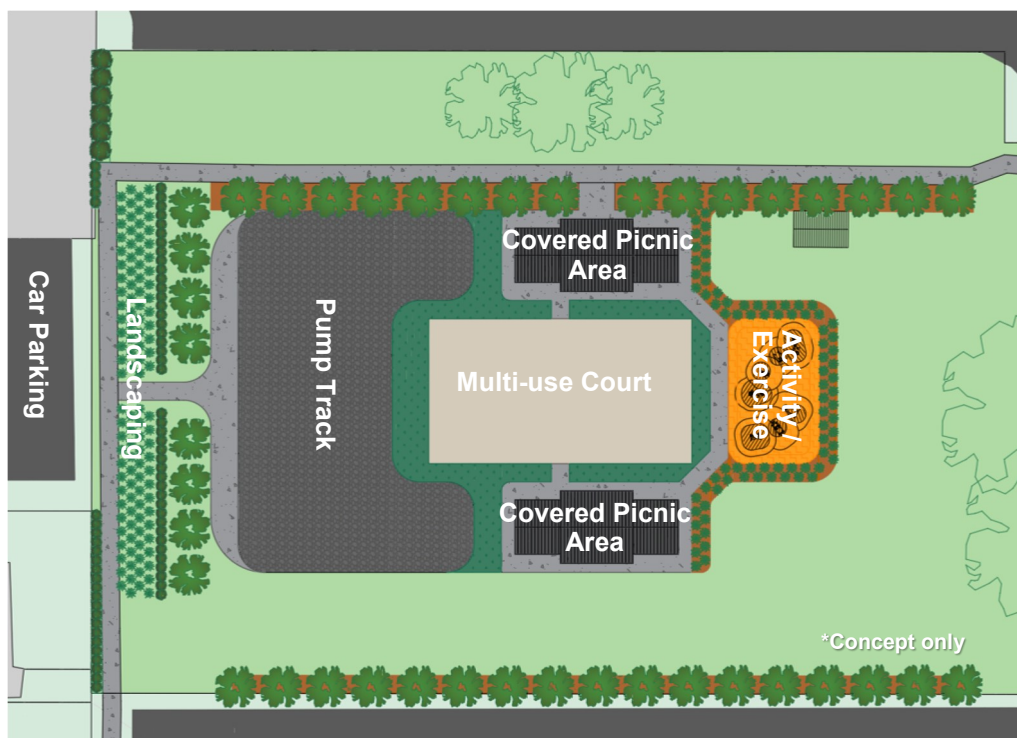 Covered Picnic
Area
Car Parking
Landscaping
Pump Track
Multi-use Court
Activity /
Exercise
Covered Picnic
Area
*Concept only